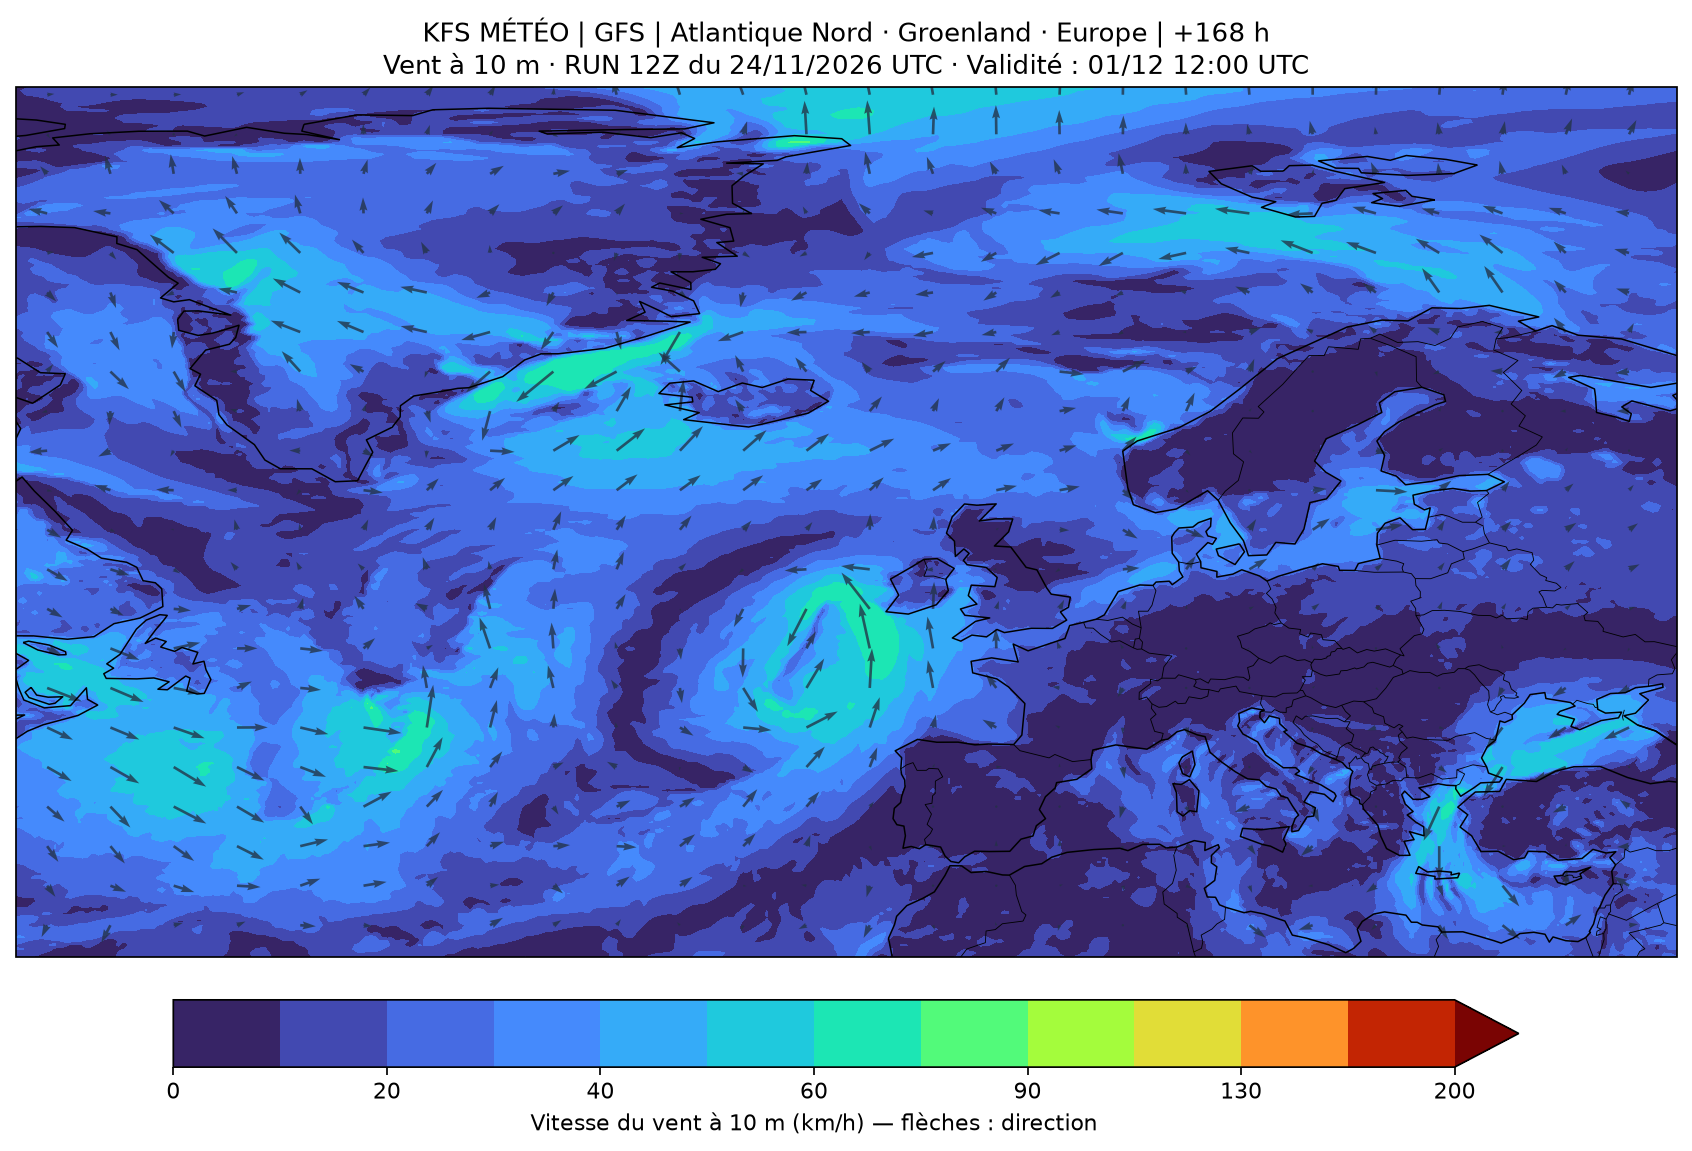 KFS MÉTÉO | GFS | Atlantique Nord · Groenland · Europe | +168 h
Vent à 10 m · RUN 12Z du 24/11/2026 UTC · Validité : 01/12 12:00 UTC
0 20 40 60 90 130 200
Vitesse du vent à 10 m (km/h) — flèches : direction